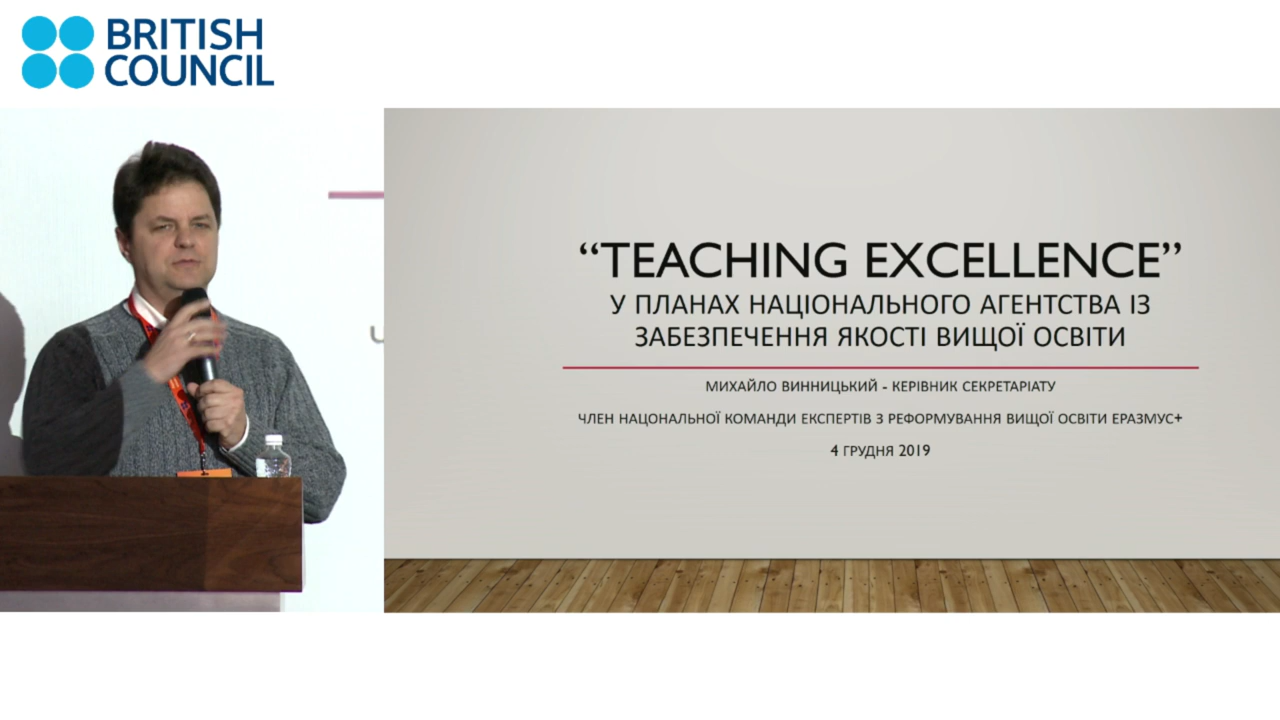 BRITISH
COUNCIL
“TEACHING EXCELLENCE”
У ПЛАНАХ НАЦІОНАЛЬНОГО АГЕНТСТВА ІЗ
ЗАБЕЗПЕЧЕННЯ ЯКОСТІ ВИЩОЇ ОСВІТИ
МИХАЙЛО ВИННИЦЬКИЙ - КЕРІВНИК СЕКРЕТАРІАТУ
ЧЛЕН НАЦОНАЛЬНОЇ КОМАНДИ ЕКСПЕРТІВ З РЕФОРМУВАННЯ ВИЩОЇ ОСВІТИ ЕРАЗМУС+
4 ГРУДНЯ 2019